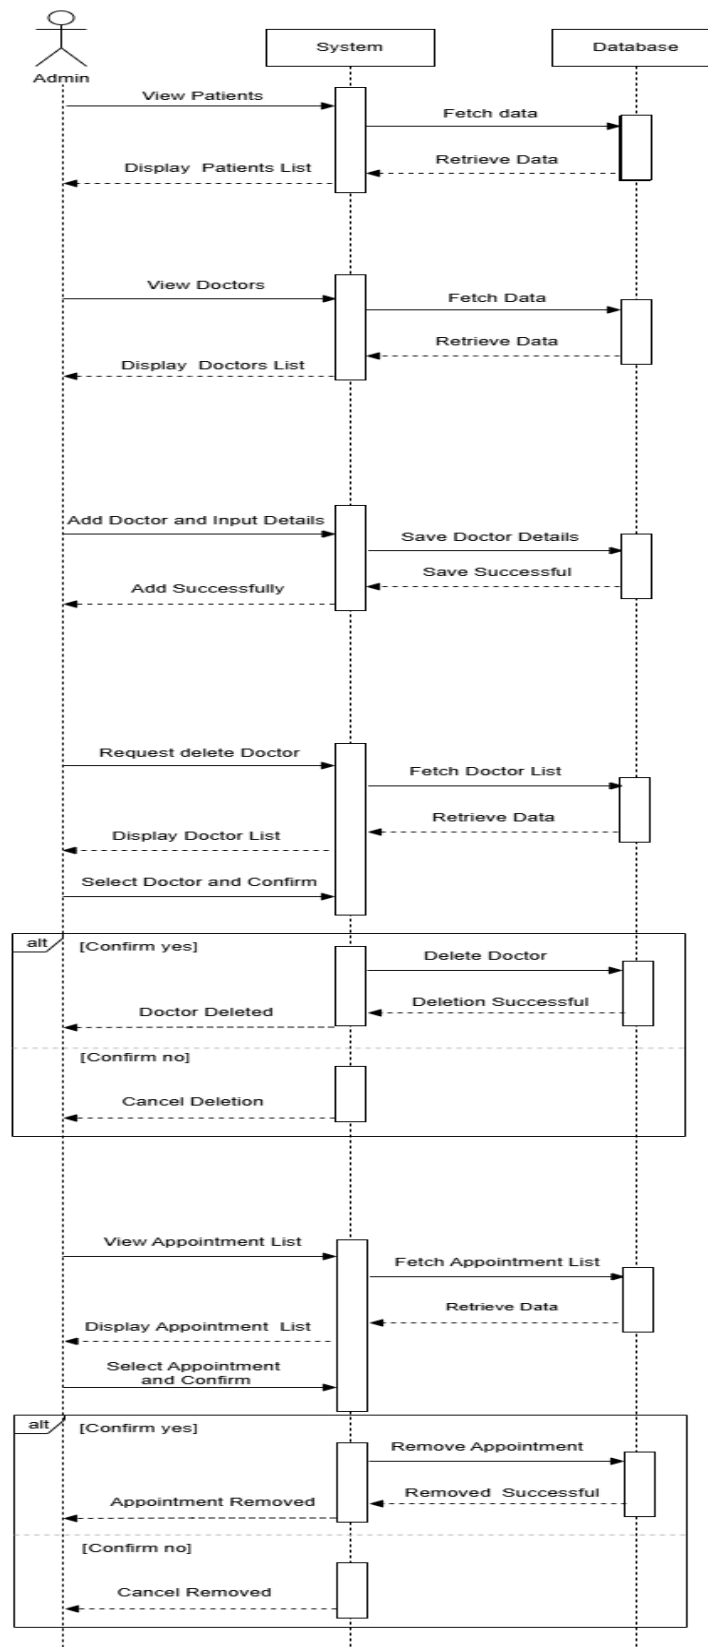 System
Database
Admin
View Patients
Fetch data
Retrieve Data
Display Patients List
View Doctors
Fetch Data
Retrieve Data
Display Doctors List
Add Doctor and Input Details
Save Doctor Details
Save Successful
Add Successfully
Request delete Doctor
Fetch Doctor List
Retrieve Data
Display Doctor List
Select Doctor and Confirm
alt
[Confirm yes]
Delete Doctor
Deletion Successful
Doctor Deleted
[Confirm no]
Cancel Deletion
View Appointment List
Fetch Appointment List
Retrieve Data
Display Appointment List
Select Appointment
and Confirm
alt
[Confirm yes]
Remove Appointment
Removed Successful
Appointment Removed
[Confirm no]
Cancel Removed